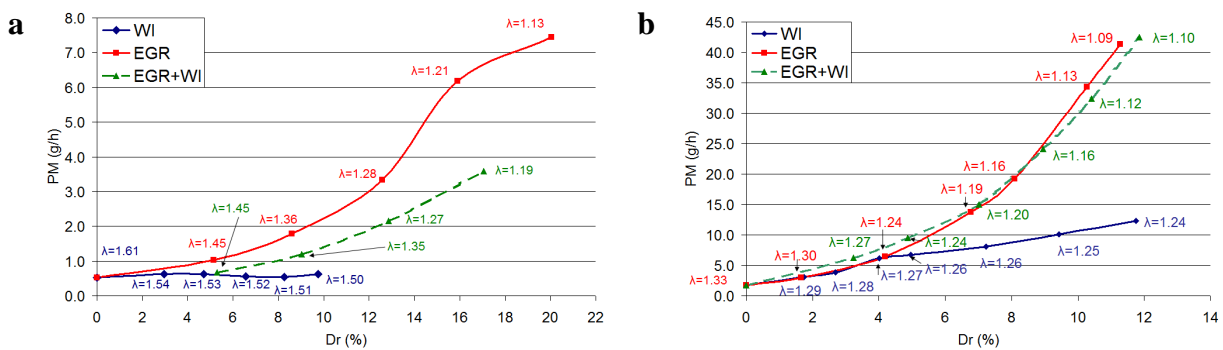 a
WI
EGR
EGR+WI
PM (g/h)
8.0
7.0
6.0
5.0
4.0
3.0
2.0
1.0
0.0
λ=1.13
λ=1.21
λ=1.28
λ=1.19
λ=1.45
λ=1.36
λ=1.27
λ=1.61
λ=1.45
λ=1.35
λ=1.54
λ=1.53
λ=1.52
λ=1.51
λ=1.50
0 2 4 6 8 10 12 14 16 18 20 22
Dr (%)
b
WI
EGR
EGR+WI
PM (g/h)
45.0
40.0
35.0
30.0
25.0
20.0
15.0
10.0
5.0
0.0
λ=1.09
λ=1.10
λ=1.13
λ=1.12
λ=1.16
λ=1.16
λ=1.19
λ=1.20
λ=1.24
λ=1.24
λ=1.27
λ=1.24
λ=1.30
λ=1.25
λ=1.33
λ=1.27
λ=1.26
λ=1.26
λ=1.29
λ=1.28
0 2 4 6 8 10 12 14
Dr (%)